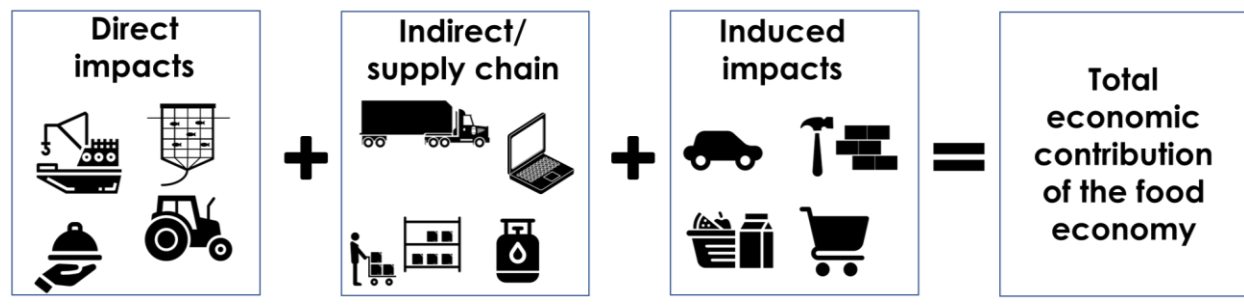 Direct
impacts
+
Indirect/
supply chain
+
Induced
impacts
=
Total
economic
contribution
of the food
economy